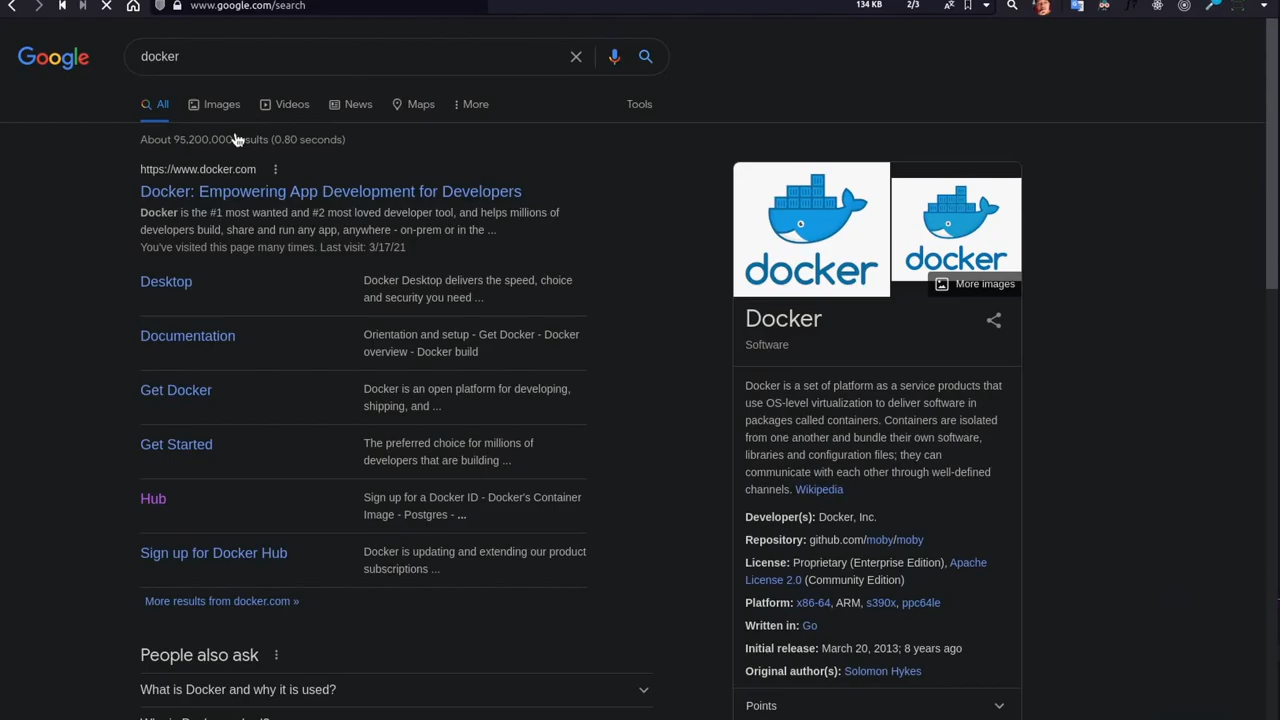 www.google.com/search
134 KB
2/3
Google
docker
All
Images
Videos
News
Maps
More
Tools
About 95,200,000 results (0.80 seconds)
https://www.docker.com
Docker: Empowering App Development for Developers
Docker is the #1 most wanted and #2 most loved developer tool, and helps millions of
developers build, share and run any app, anywhere - on-prem or in the ...
You've visited this page many times. Last visit: 3/17/21
Desktop
Docker Desktop delivers the speed, choice
and security you need ...
Documentation
Orientation and setup - Get Docker - Docker
overview - Docker build
Get Docker
Docker is an open platform for developing,
shipping, and ...
Get Started
The preferred choice for millions of
developers that are building ...
Hub
Sign up for a Docker ID - Docker's Container
Image - Postgres - ...
Sign up for Docker Hub
Docker is updating and extending our product
subscriptions ...
More results from docker.com »
People also ask
What is Docker and why it is used?
docker
docker
More images
Docker
Software
Docker is a set of platform as a service products that
use OS-level virtualization to deliver software in
packages called containers. Containers are isolated
from one another and bundle their own software,
libraries and configuration files; they can
communicate with each other through well-defined
channels. Wikipedia
Developer(s): Docker, Inc.
Repository: github.com/moby/moby
License: Proprietary (Enterprise Edition), Apache
License 2.0 (Community Edition)
Platform: x86-64, ARM, s390x, ppc64le
Written in: Go
Initial release: March 20, 2013; 8 years ago
Original author(s): Solomon Hykes
Points